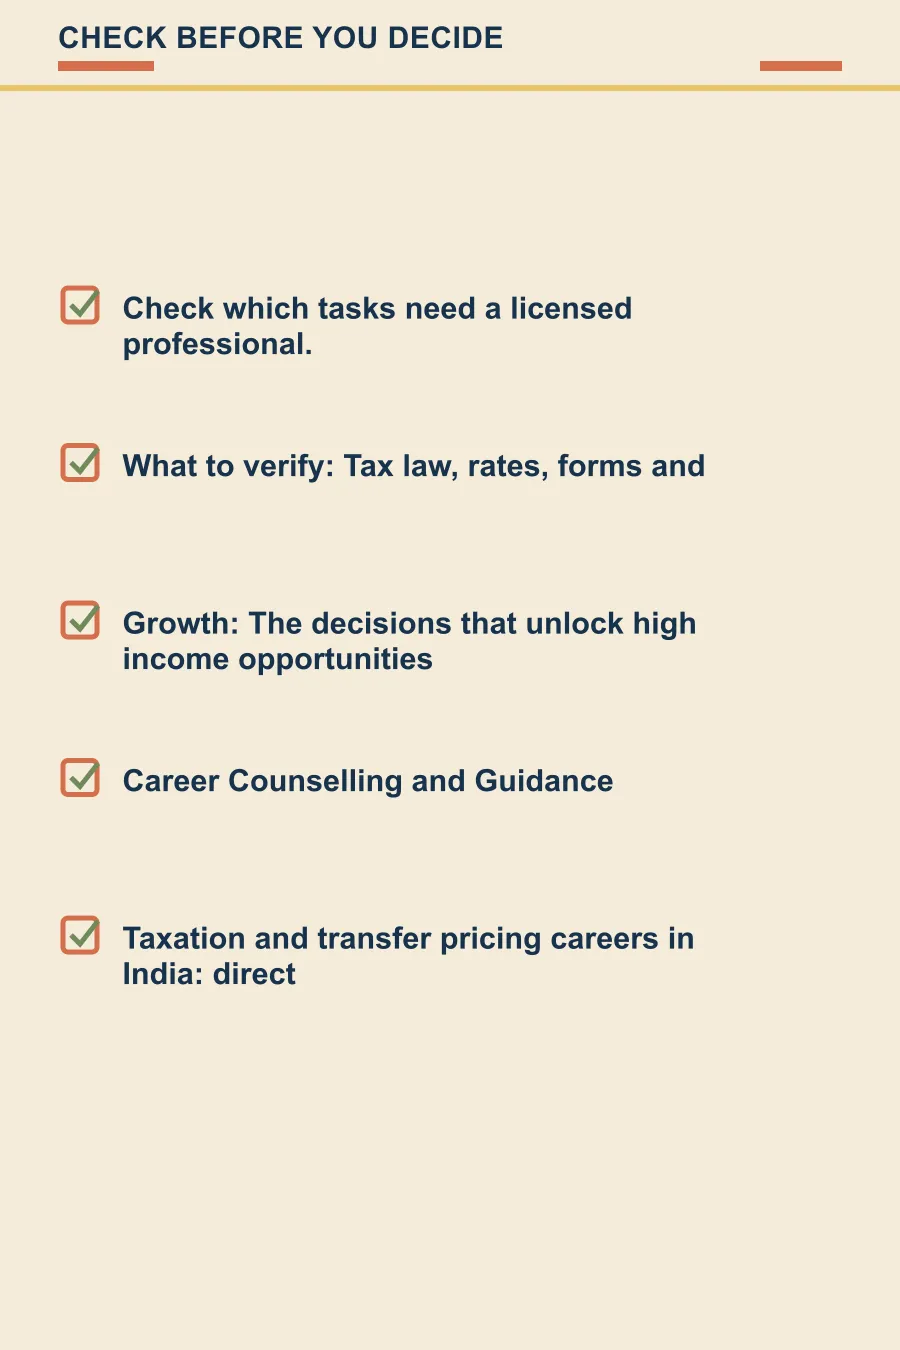 CHECK BEFORE YOU DECIDE
Check which tasks need a licensed
professional.
What to verify: Tax law, rates, forms and
Growth: The decisions that unlock high
income opportunities
Career Counselling and Guidance
Taxation and transfer pricing careers in
India: direct